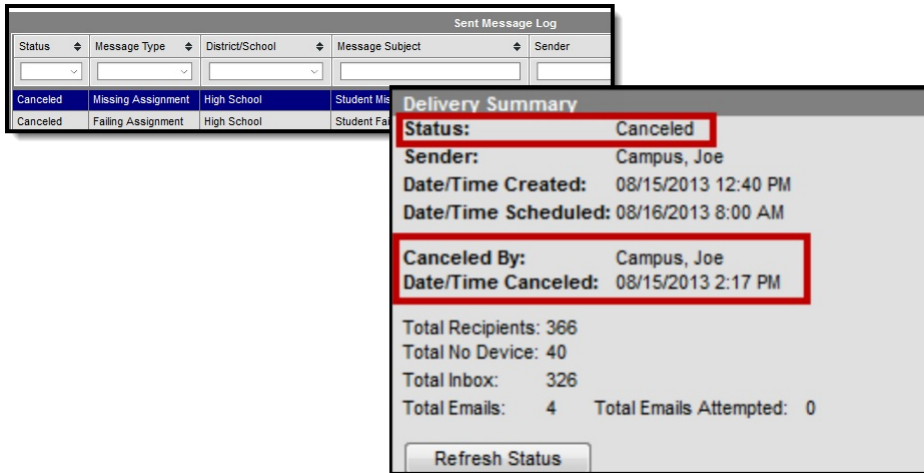 Sent Message Log
Status Message Type District/School Message Subject Sender
Canceled Missing Assignment High School Student Mis
Canceled Failing Assignment High School Student Fai
Delivery Summary
Status: Canceled
Sender: Campus, Joe
Date/Time Created: 08/15/2013 12:40 PM
Date/Time Scheduled: 08/16/2013 8:00 AM
Canceled By: Campus, Joe
Date/Time Canceled: 08/15/2013 2:17 PM
Total Recipients: 366
Total No Device: 40
Total Inbox: 326
Total Emails: 4 Total Emails Attempted: 0
Refresh Status